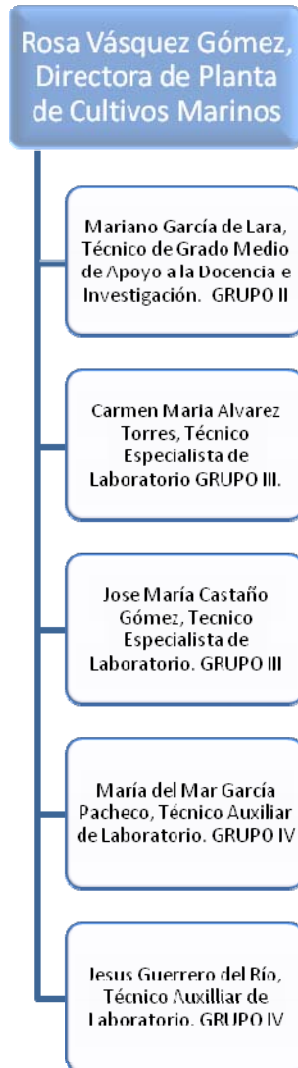 Rosa Vásquez Gómez,
Directora de Planta
de Cultivos Marinos
Mariano García de Lara,
Técnico de Grado Medio
de Apoyo a la Docencia e
Investigación. GRUPO II
Carmen Maria Alvarez
Torres, Técnico
Especialista de
Laboratorio GRUPO III.
Jose María Castaño
Gómez, Tecnico
Especialista de
Laboratorio. GRUPO III
María del Mar García
Pacheco, Técnico Auxiliar
de Laboratorio. GRUPO IV
Jesus Guerrero del Río,
Técnico Auxilliar de
Laboratorio. GRUPO IV